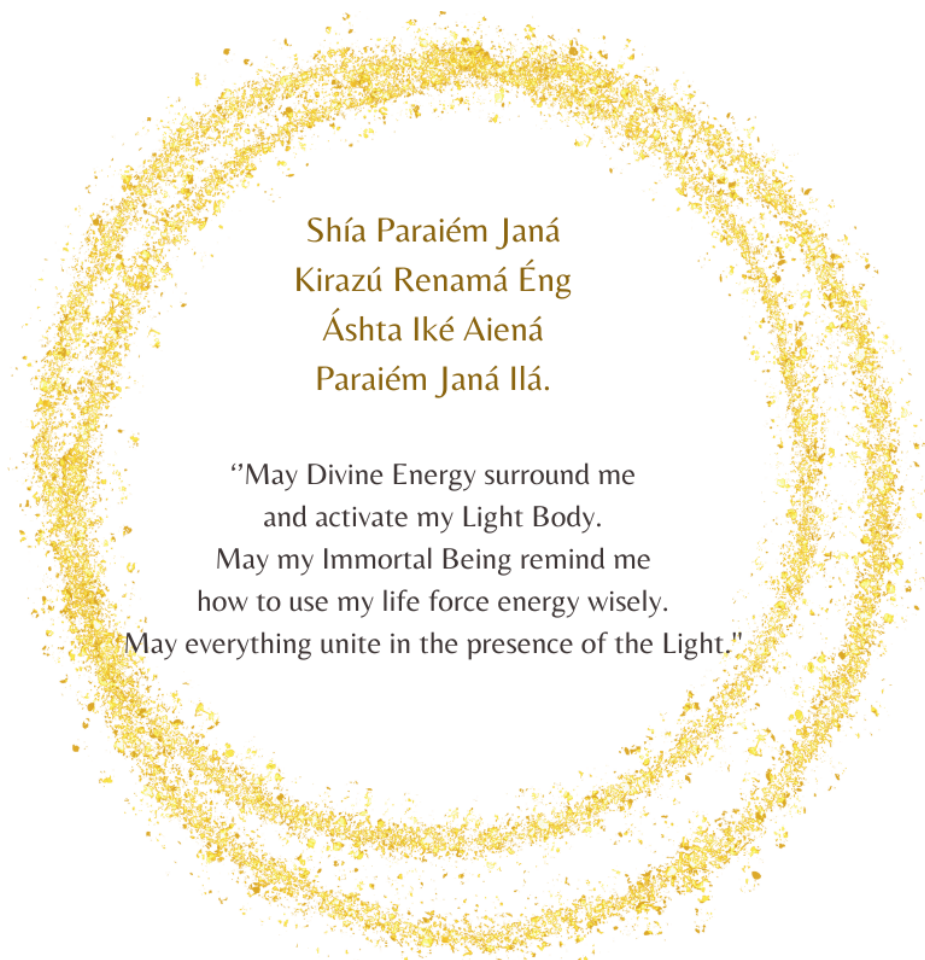 Shía Paraiém Janá
Kirazú Renamá Éng
Áshta Iké Aiená
Paraiém Janá Ilá.
‘’May Divine Energy surround me
and activate my Light Body.
May my Immortal Being remind me
how to use my life force energy wisely.
May everything unite in the presence of the Light."